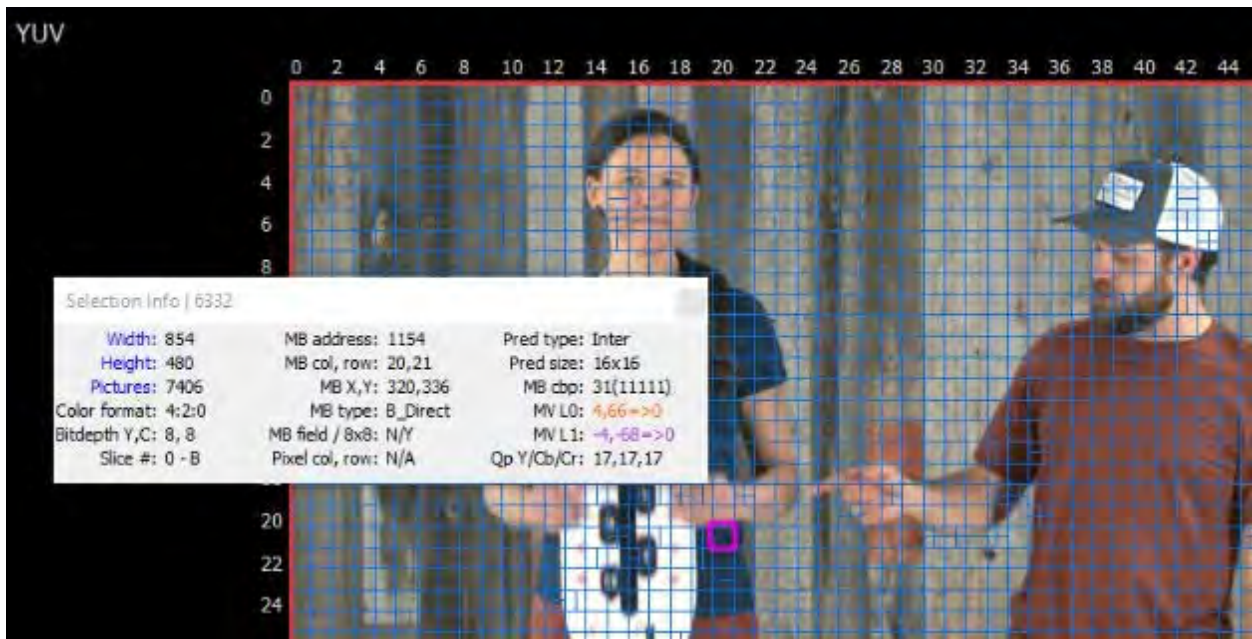 YUV
0 2 4 6 8 10 12 14 16 18 20 22 24 26 28 30 32 34 36 38 40 42 44
0
2
4
6
8
Selection Info | 6332
Width: 854 MB address: 1154 Pred type: Inter
Height: 480 MB col, row: 20,21 Pred size: 16x16
Pictures: 7406 MB X,Y: 320,336 MB cbp: 31(11111)
Color format: 4:2:0 MB type: B_Direct MV L0: 4,66=>0
Bitdepth Y,C: 8, 8 MB field / 8x8: N/Y MV L1: -4,-68=>0
Slice #: 0 - B Pixel col, row: N/A Qp Y/Cb/Cr: 17,17,17
20
22
24